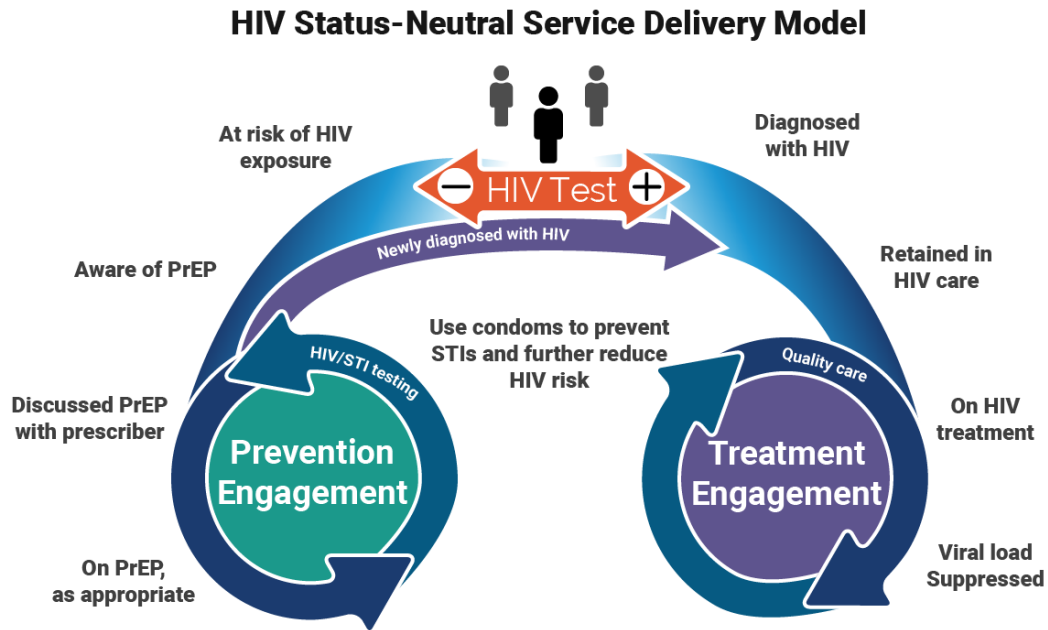 HIV Status-Neutral Service Delivery Model
At risk of HIV
exposure
Diagnosed
with HIV
HIV Test
Newly diagnosed with HIV
Aware of PrEP
Retained in
HIV care
Use condoms to prevent
STIs and further reduce
HIV risk
HIV/STI testing
Quality care
Discussed PrEP
with prescriber
On HIV
treatment
Prevention
Engagement
Treatment
Engagement
On PrEP,
as appropriate
Viral load
Suppressed